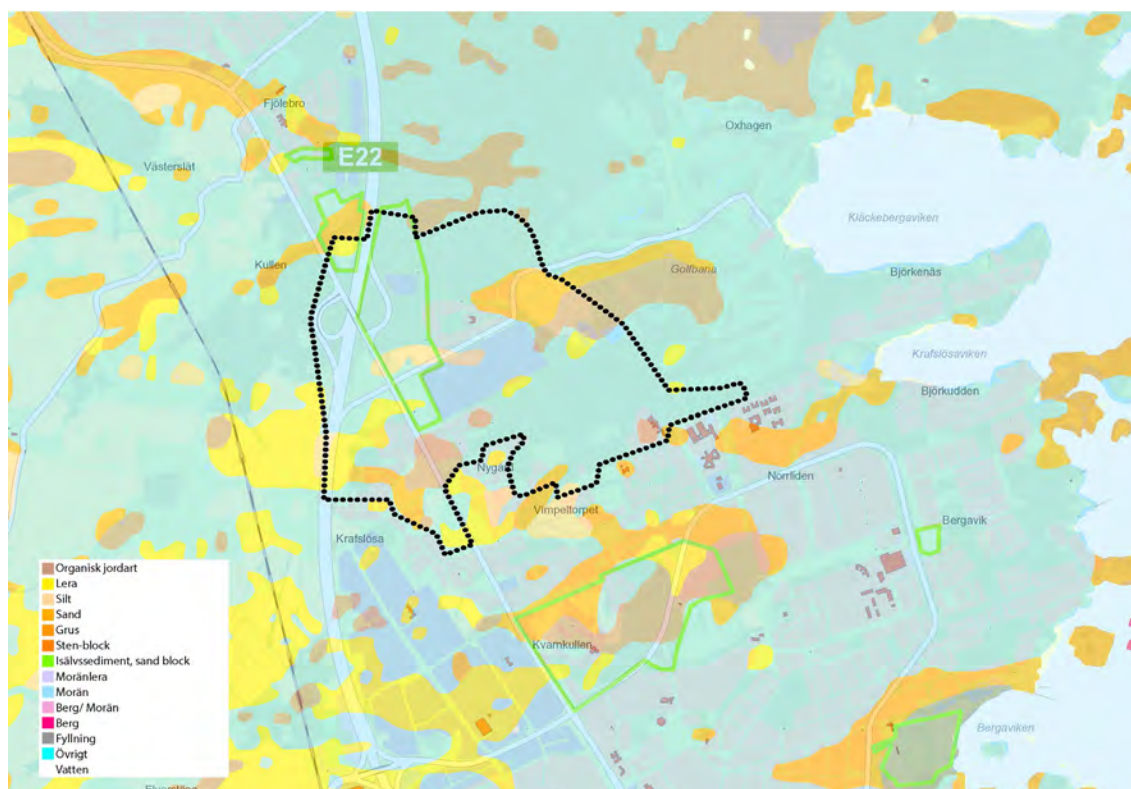 Fjölebro
Oxhagen
E22
Västerslät
Kläckebergaviken
Kullen
Golfbana
Björkenäs
Krafslösaviken
Björkudden
Nygård
Norrliden
Vimpeltorpet
Bergavik
Krafslösa
Kvarnkullen
Bergaviken
Organisk jordart
Lera
Silt
Sand
Grus
Sten-block
Isälvssediment, sand block
Moränlera
Morän
Berg/ Morän
Berg
Fyllning
Övrigt
Vatten